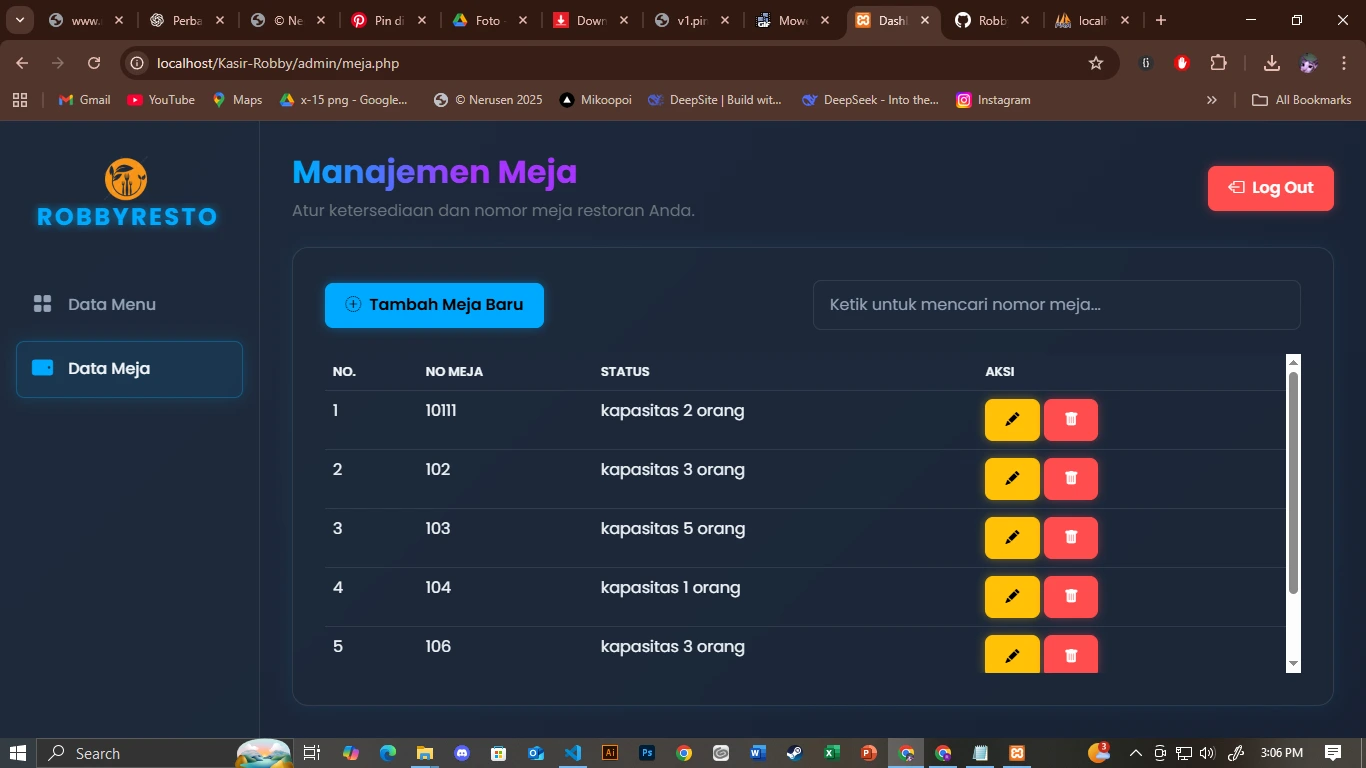 www.
Perba
© Ne
Pin di
Foto
Down
v1.pin
Mow
Dash
Robb
local
localhost/Kasir-Robby/admin/meja.php
Gmail
YouTube
Maps
x-15 png - Google...
© Nerusen 2025
Mikoopoi
DeepSite | Build wit...
DeepSeek - Into the...
Instagram
All Bookmarks
ROBBYRESTO
Data Menu
Data Meja
Manajemen Meja
Atur ketersediaan dan nomor meja restoran Anda.
Log Out
Tambah Meja Baru
Ketik untuk mencari nomor meja...
NO. NO MEJA STATUS AKSI
1 10111 kapasitas 2 orang
2 102 kapasitas 3 orang
3 103 kapasitas 5 orang
4 104 kapasitas 1 orang
5 106 kapasitas 3 orang
Search
3
3:06 PM